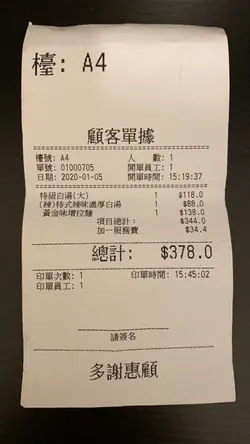 檯: A4
顧客單據
檯號: A4 人 數: 1
單號: 01000705 開單員工: 1
日期: 2020-01-05 開單時間: 15:19:37
特級白湯(大) 1 $118.0
(辣)特式辣味濃厚白湯 1 $88.0
黃金味增拉麵 1 $138.0
項目總計: $344.0
加一服務費 $34.4
總計: $378.0
印單次數: 1 印單時間: 15:45:02
印單員工: 1
請簽名
多謝惠顧